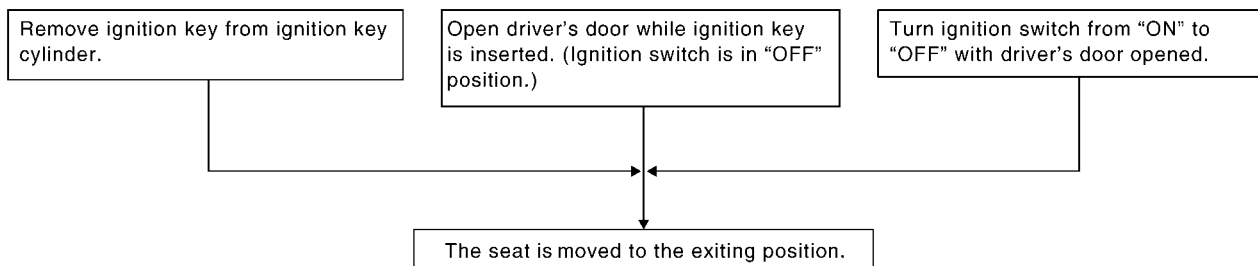 Remove ignition key from ignition key
cylinder.
Open driver's door while ignition key
is inserted. (Ignition switch is in “OFF”
position.)
Turn ignition switch from “ON” to
“OFF” with driver's door opened.
The seat is moved to the exiting position.